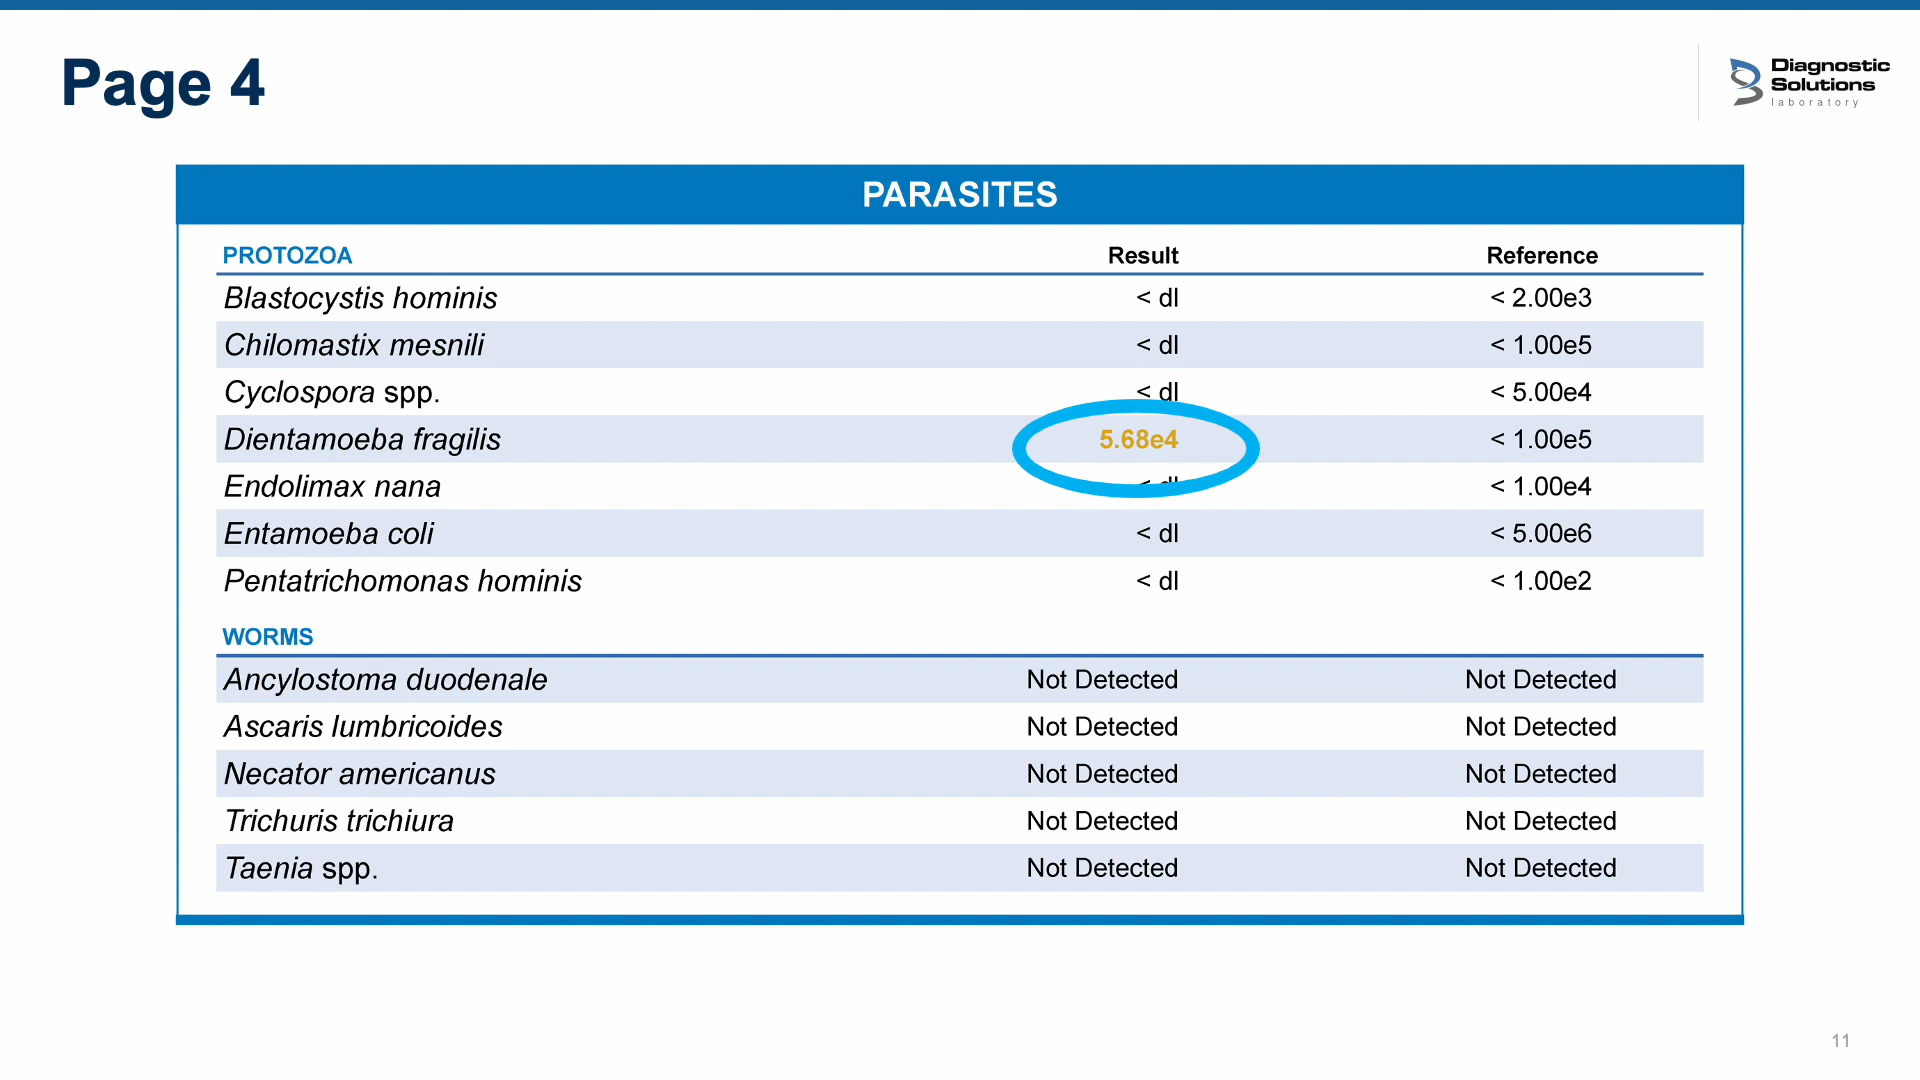 Page 4
Diagnostic
Solutions
laboratory
PARASITES
PROTOZOA Result Reference
Blastocystis hominis < dl < 2.00e3
Chilomastix mesnili < dl < 1.00e5
Cyclospora spp. < dl < 5.00e4
Dientamoeba fragilis 5.68e4 < 1.00e5
Endolimax nana < dl < 1.00e4
Entamoeba coli < dl < 5.00e6
Pentatrichomonas hominis < dl < 1.00e2
WORMS
Ancylostoma duodenale Not Detected Not Detected
Ascaris lumbricoides Not Detected Not Detected
Necator americanus Not Detected Not Detected
Trichuris trichiura Not Detected Not Detected
Taenia spp. Not Detected Not Detected
11